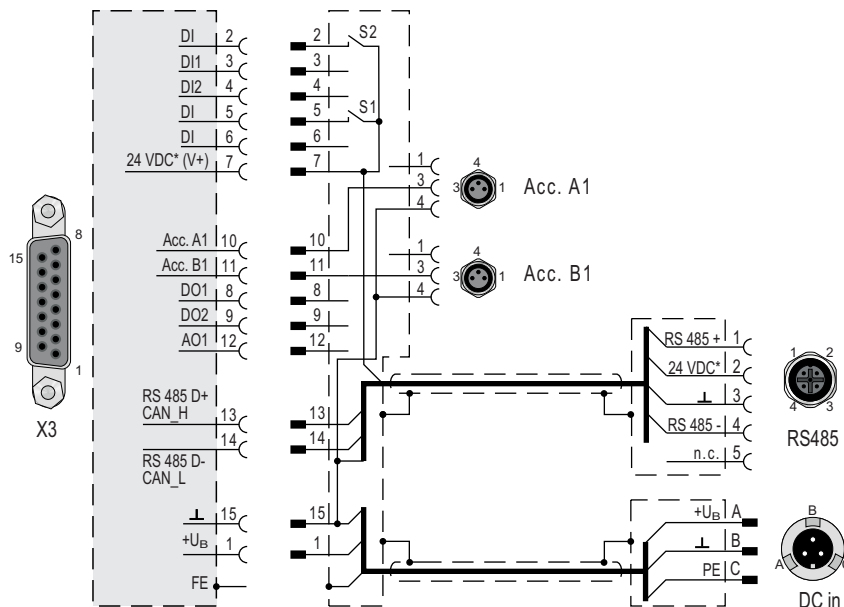 DI 2 2 S2
DI1 3 3
DI2 4 4
DI 5 5 S1
DI 6 6
24 VDC* (V+) 7 7
1 4
3 3 1 Acc. A1
4
8
15
9
1
X3
Acc. A1 10 10
1 4
Acc. B1 11 11 3 3 1 Acc. B1
DO1 8 8 4
DO2 9 9
AO1 12 12
RS 485 + 1
24 VDC* 2
⊥ 3
RS 485 - 4
n.c. 5
1 2
4 3
RS485
RS 485 D+
CAN_H 13 13
14 14
RS 485 D-
CAN_L
⊥ 15 15
+UB 1 1
FE
+UB A
⊥ B
PE C
B
A C
DC in